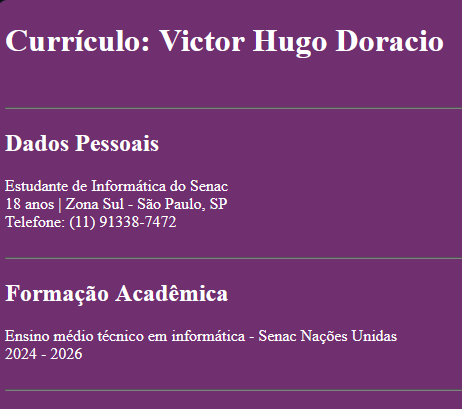 Currículo: Victor Hugo Doracio
Dados Pessoais
Estudante de Informática do Senac
18 anos | Zona Sul - São Paulo, SP
Telefone: (11) 91338-7472
Formação Acadêmica
Ensino médio técnico em informática - Senac Nações Unidas
2024 - 2026